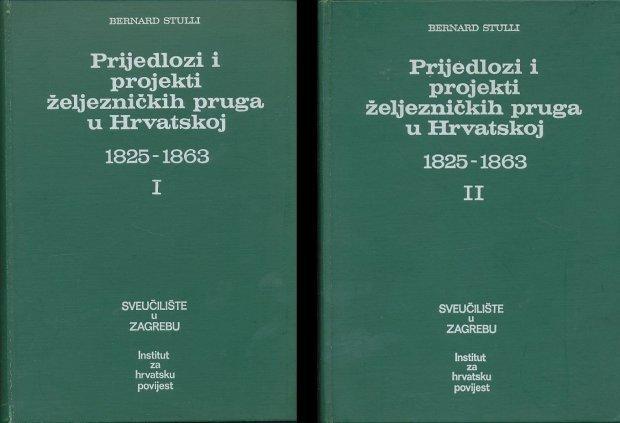 BERNARD STULLI
Prijedlozi i
projekti
željezničkih pruga
u Hrvatskoj
1825-1863
I
SVEUČILIŠTE
u
ZAGREBU
Institut
za
hrvatsku
povijest
BERNARD STULLI
Prijedlozi i
projekti
željezničkih pruga
u Hrvatskoj
1825-1863
II
SVEUČILIŠTE
u
ZAGREBU
Institut
za
hrvatsku
povijest